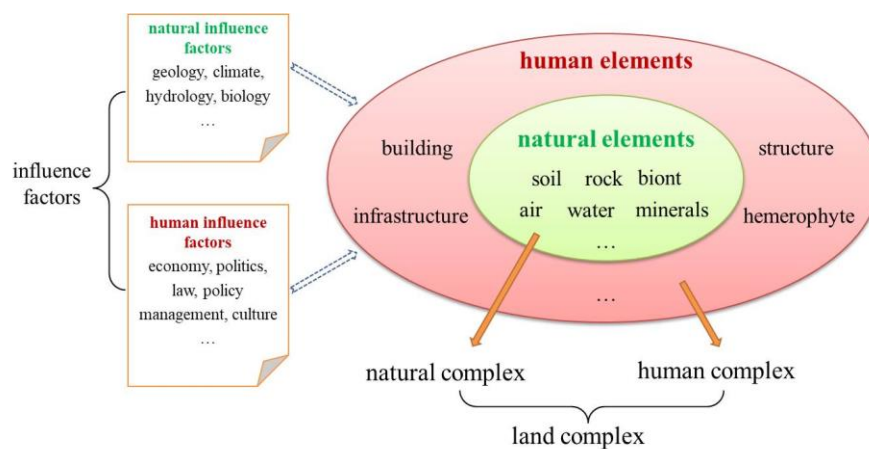 natural influence
factors
geology, climate,
hydrology, biology
…
influence
factors
human influence
factors
economy, politics,
law, policy
management, culture
…
human elements
natural elements
building
structure
soil rock biont
infrastructure
air water minerals
hemerophyte
…
…
natural complex
human complex
land complex